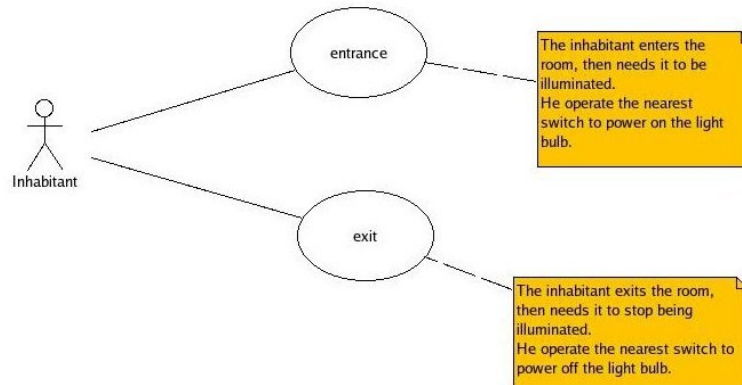 entrance
The inhabitant enters the
room, then needs it to be
illuminated.
He operate the nearest
switch to power on the light
bulb.
Inhabitant
exit
The inhabitant exits the room,
then needs it to stop being
illuminated.
He operate the nearest switch to
power off the light bulb.